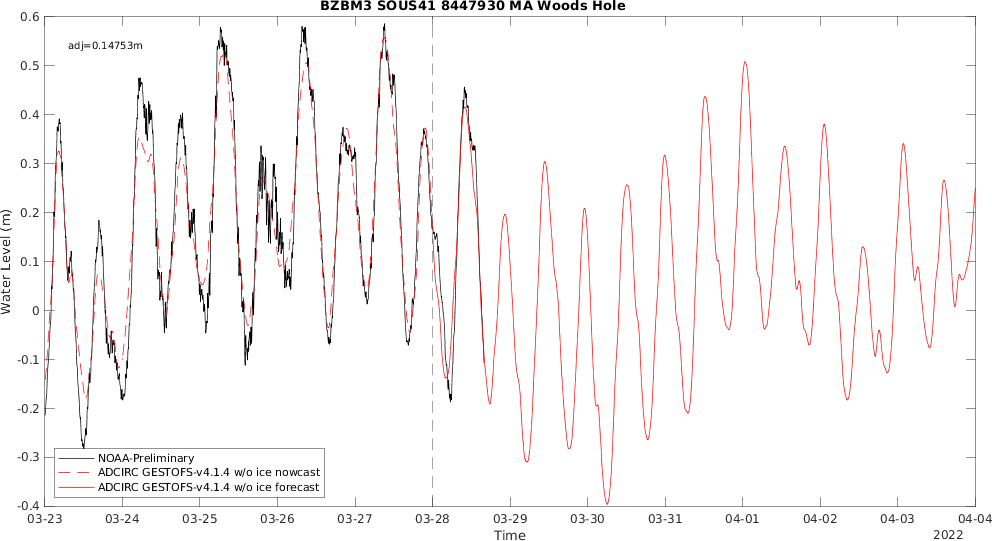 BZBM3 SOUS41 8447930 MA Woods Hole
adj=0.14753m
Water Level (m)
0.6
0.5
0.4
0.3
0.2
0.1
0
-0.1
-0.2
-0.3
-0.4
NOAA-Preliminary
ADCIRC GESTOFS-v4.1.4 w/o ice nowcast
ADCIRC GESTOFS-v4.1.4 w/o ice forecast
03-23 03-24 03-25 03-26 03-27 03-28 03-29 03-30 03-31 04-01 04-02 04-03 04-04
Time
2022